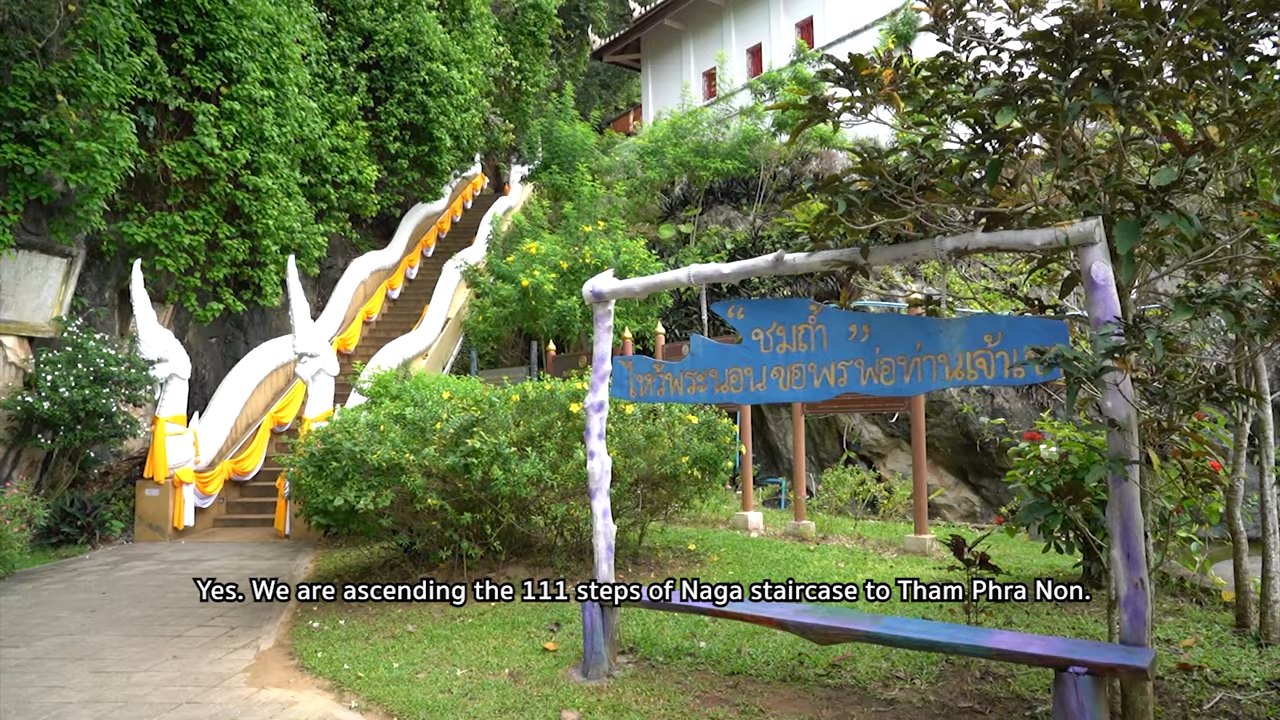 “ ชมถ้ำ ”
ไหว้พระนอน ขอพร พ่อท่านเจ้า
Yes. We are ascending the 111 steps of Naga staircase to Tham Phra Non.